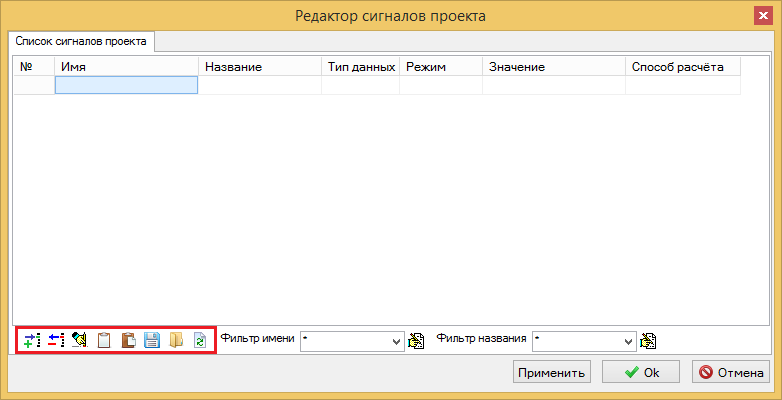 Редактор сигналов проекта
Список сигналов проекта
№ Имя Название Тип данных Режим Значение Способ расчёта
Фильтр имени * Фильтр названия *
Применить Ok Отмена